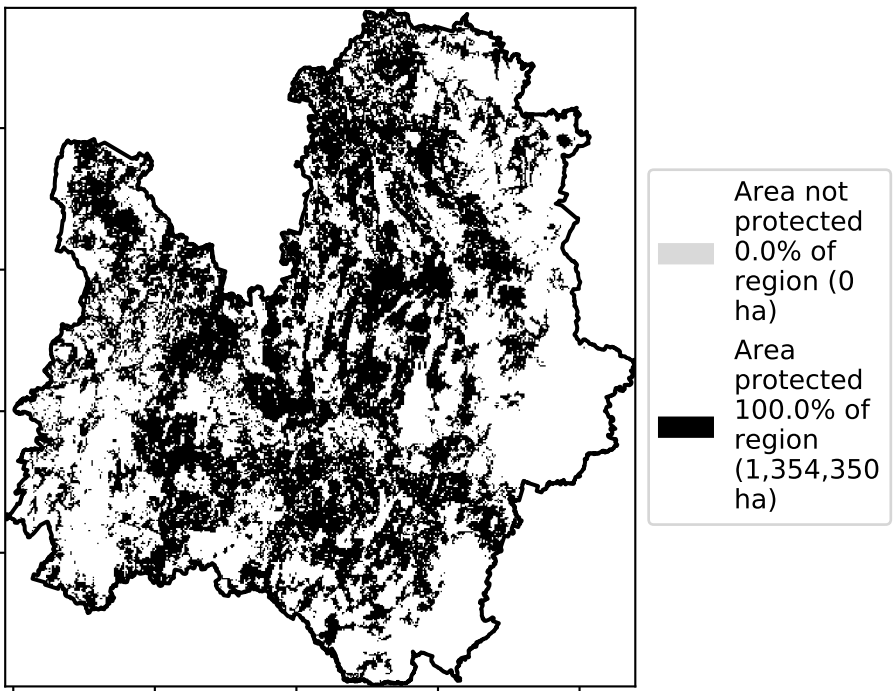 Area not
protected
0.0% of
region (0
ha)
Area
protected
100.0% of
region
(1,354,350
ha)